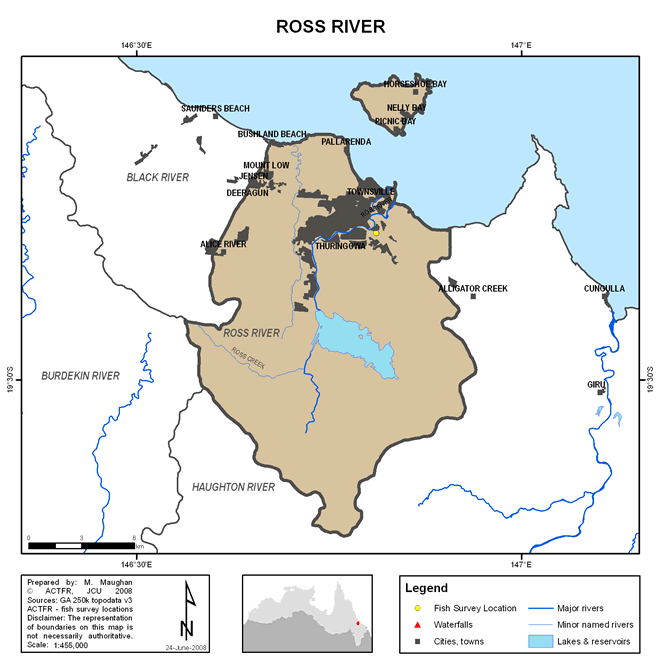 ROSS RIVER
146°30'E
147°E
HORSESHOE BAY
NELLY BAY
PICNIC BAY
SAUNDERS BEACH
BUSHLAND BEACH
PALLARENDA
MOUNT LOW
JENSEN
DEERAGUN
BLACK RIVER
TOWNSVILLE
ROSS RIVER
ALICE RIVER
THURINGOWA
ALLIGATOR CREEK
CUNGULLA
ROSS RIVER
ROSS CREEK
BURDEKIN RIVER
19°30'S
19°30'S
GIRU
HAUGHTON RIVER
0 3 6
km
146°30'E
147°E
Prepared by: M. Maughan
© ACTFR, JCU 2008
Sources: GA 250k topodata v3
ACTFR - fish survey locations
Disclaimer: The representation
of boundaries on this map is
not necessarily authoritative.
Scale: 1:455,000
N
24-June-2008
Legend
Fish Survey Location
Waterfalls
Cities, towns
Major rivers
Minor named rivers
Lakes & reservoirs